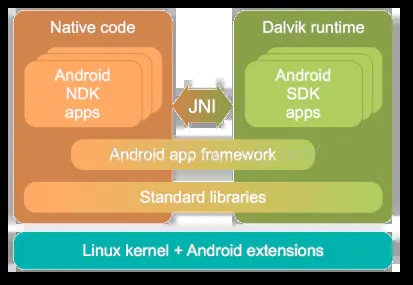 Native code
Dalvik runtime
Android
NDK
apps
JNI
Android
SDK
apps
Android app framework
Standard libraries
Linux kernel + Android extensions